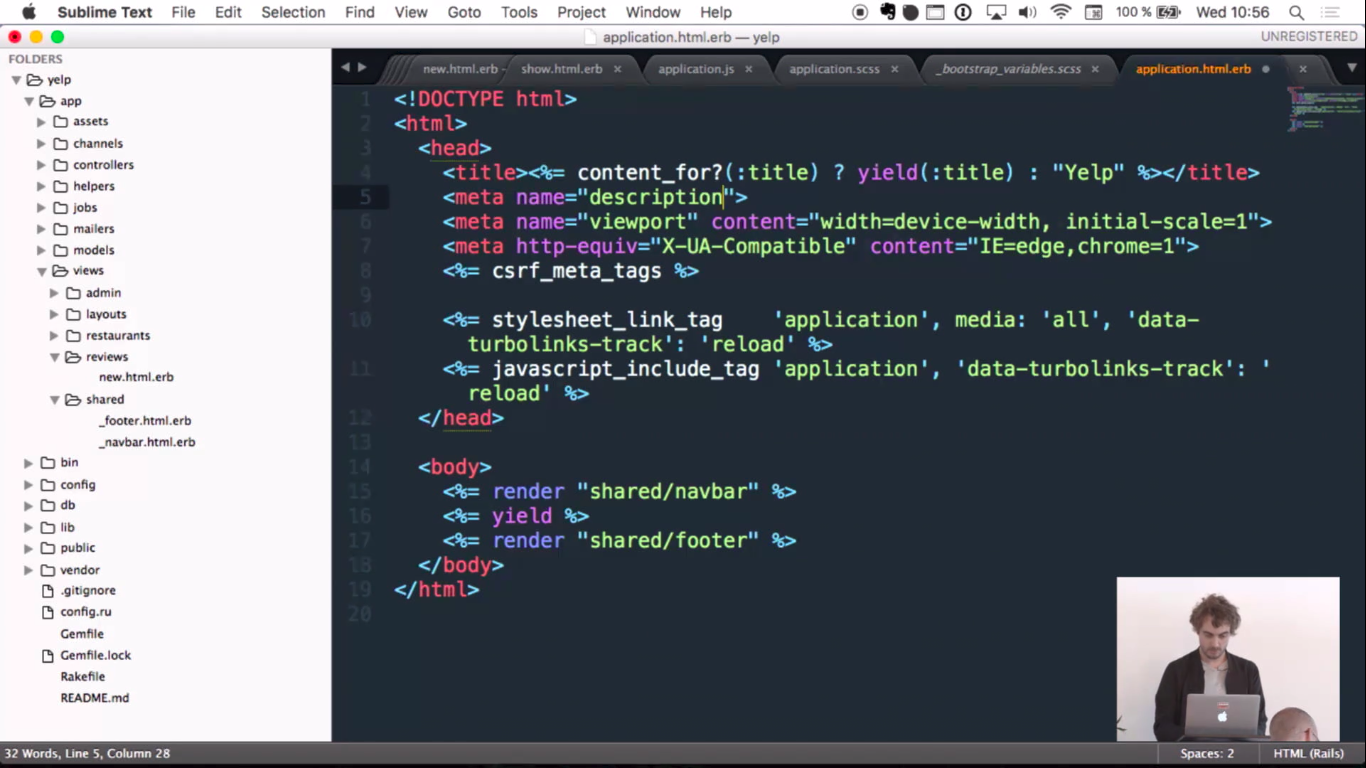 Sublime Text File Edit Selection Find View Goto Tools Project Window Help 100 % Wed 10:56
application.html.erb — yelp UNREGISTERED
FOLDERS
yelp
app
assets
channels
controllers
helpers
jobs
mailers
models
views
admin
layouts
restaurants
reviews
new.html.erb
shared
_footer.html.erb
_navbar.html.erb
bin
config
db
lib
public
vendor
.gitignore
config.ru
Gemfile
Gemfile.lock
Rakefile
README.md
new.html.erb show.html.erb application.js application.scss _bootstrap_variables.scss application.html.erb
1 <!DOCTYPE html>
2 <html>
3 <head>
4 <title><%= content_for?(:title) ? yield(:title) : "Yelp" %></title>
5 <meta name="description">
6 <meta name="viewport" content="width=device-width, initial-scale=1">
7 <meta http-equiv="X-UA-Compatible" content="IE=edge,chrome=1">
8 <%= csrf_meta_tags %>
9
10 <%= stylesheet_link_tag 'application', media: 'all', 'data-
turbolinks-track': 'reload' %>
11 <%= javascript_include_tag 'application', 'data-turbolinks-track': '
reload' %>
12 </head>
13
14 <body>
15 <%= render "shared/navbar" %>
16 <%= yield %>
17 <%= render "shared/footer" %>
18 </body>
19 </html>
20
32 Words, Line 5, Column 28 Spaces: 2 HTML (Rails)